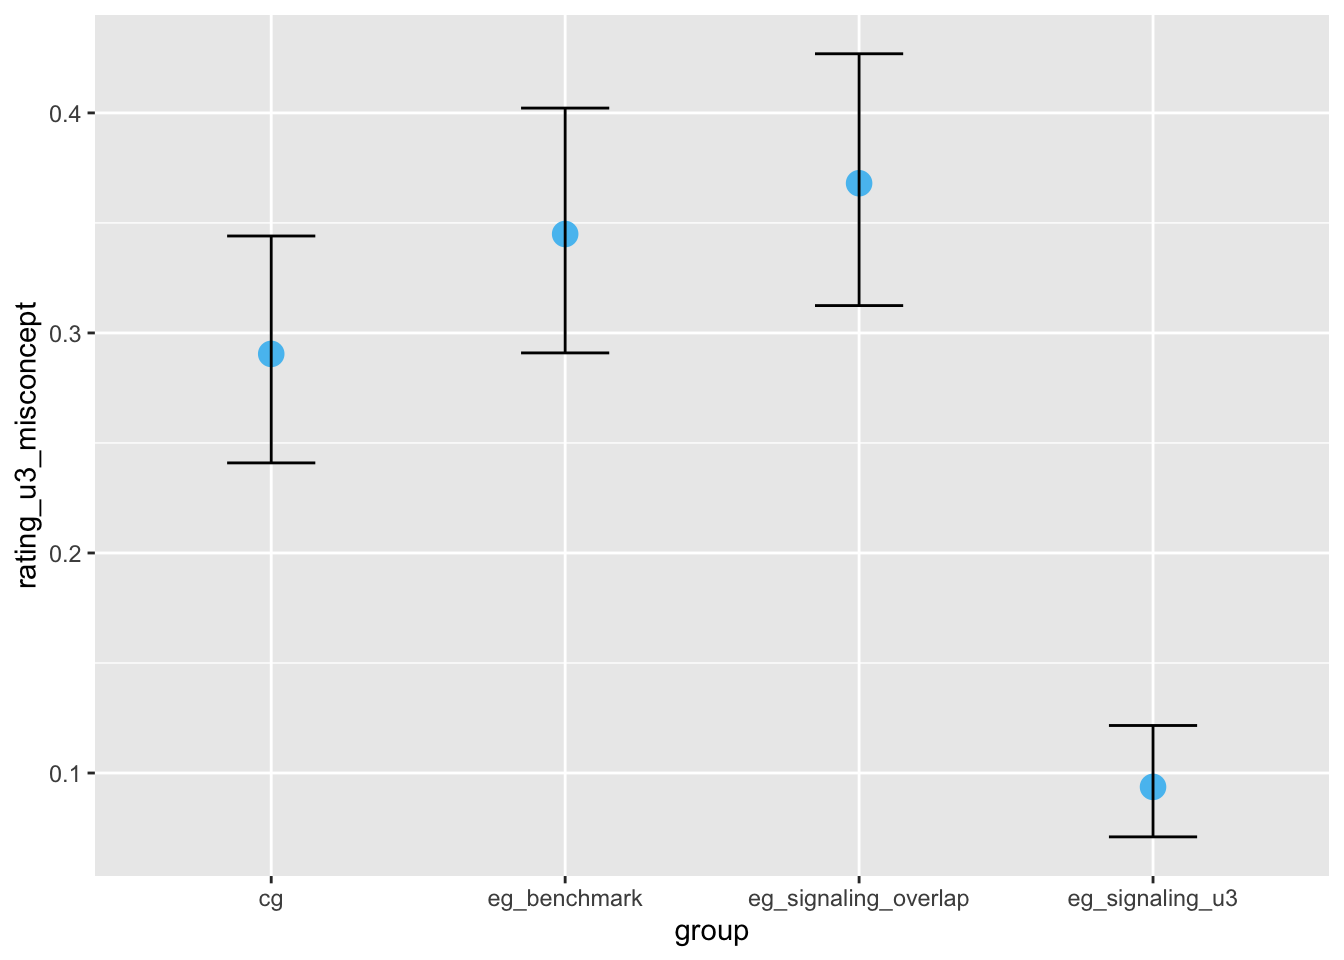 rating_u3_misconcept
0.4
0.3
0.2
0.1
cg
eg_benchmark
eg_signaling_overlap
eg_signaling_u3
group